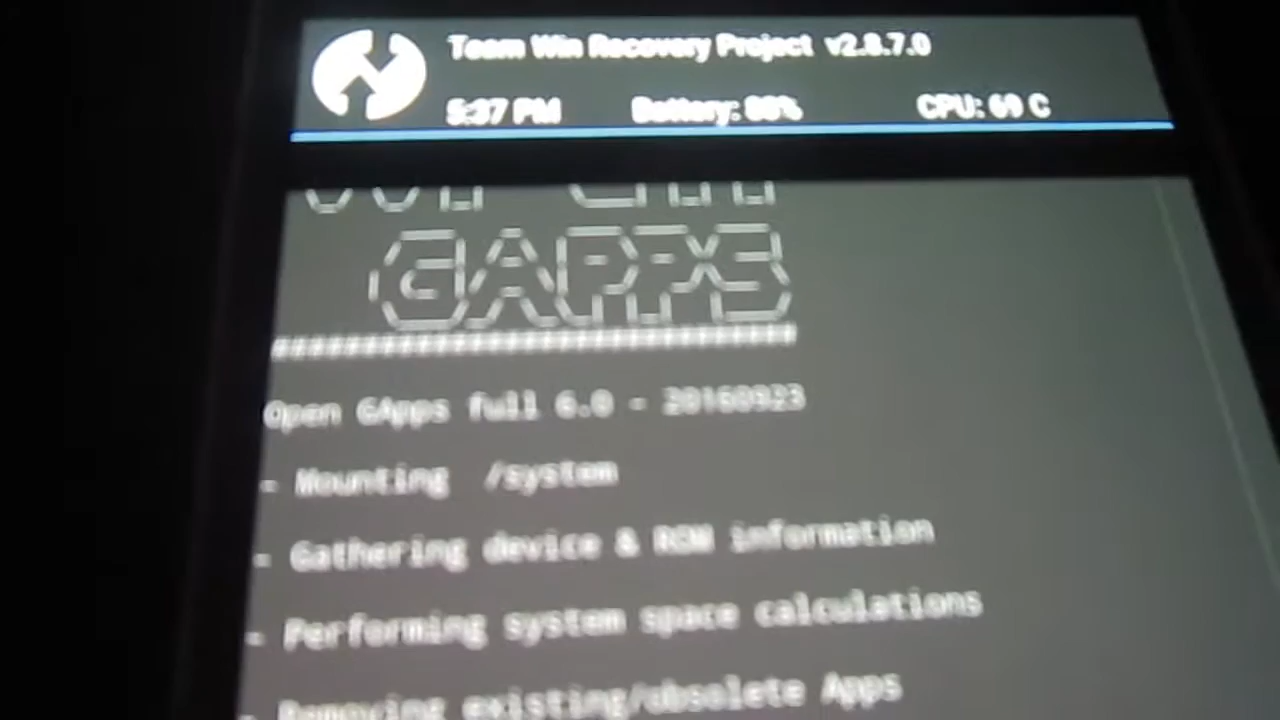 Team Win Recovery Project v2.8.7.0
5:37 PM Battery: CPU: 69 C
GAPPS
##############################
Open GApps full 6.0 - 20160923
- Mounting /system
- Gathering device & ROM information
- Performing system space calculations
- Removing existing/obsolete Apps